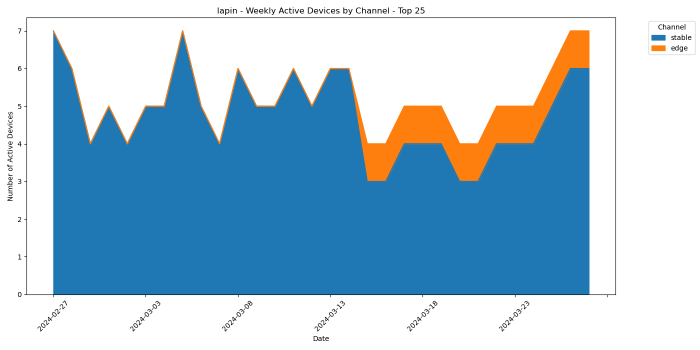 lapin - Weekly Active Devices by Channel - Top 25
Number of Active Devices
7
6
5
4
3
2
1
0
2024-02-27
2024-03-03
2024-03-08
2024-03-13
2024-03-18
2024-03-23
Date
Channel
stable
edge